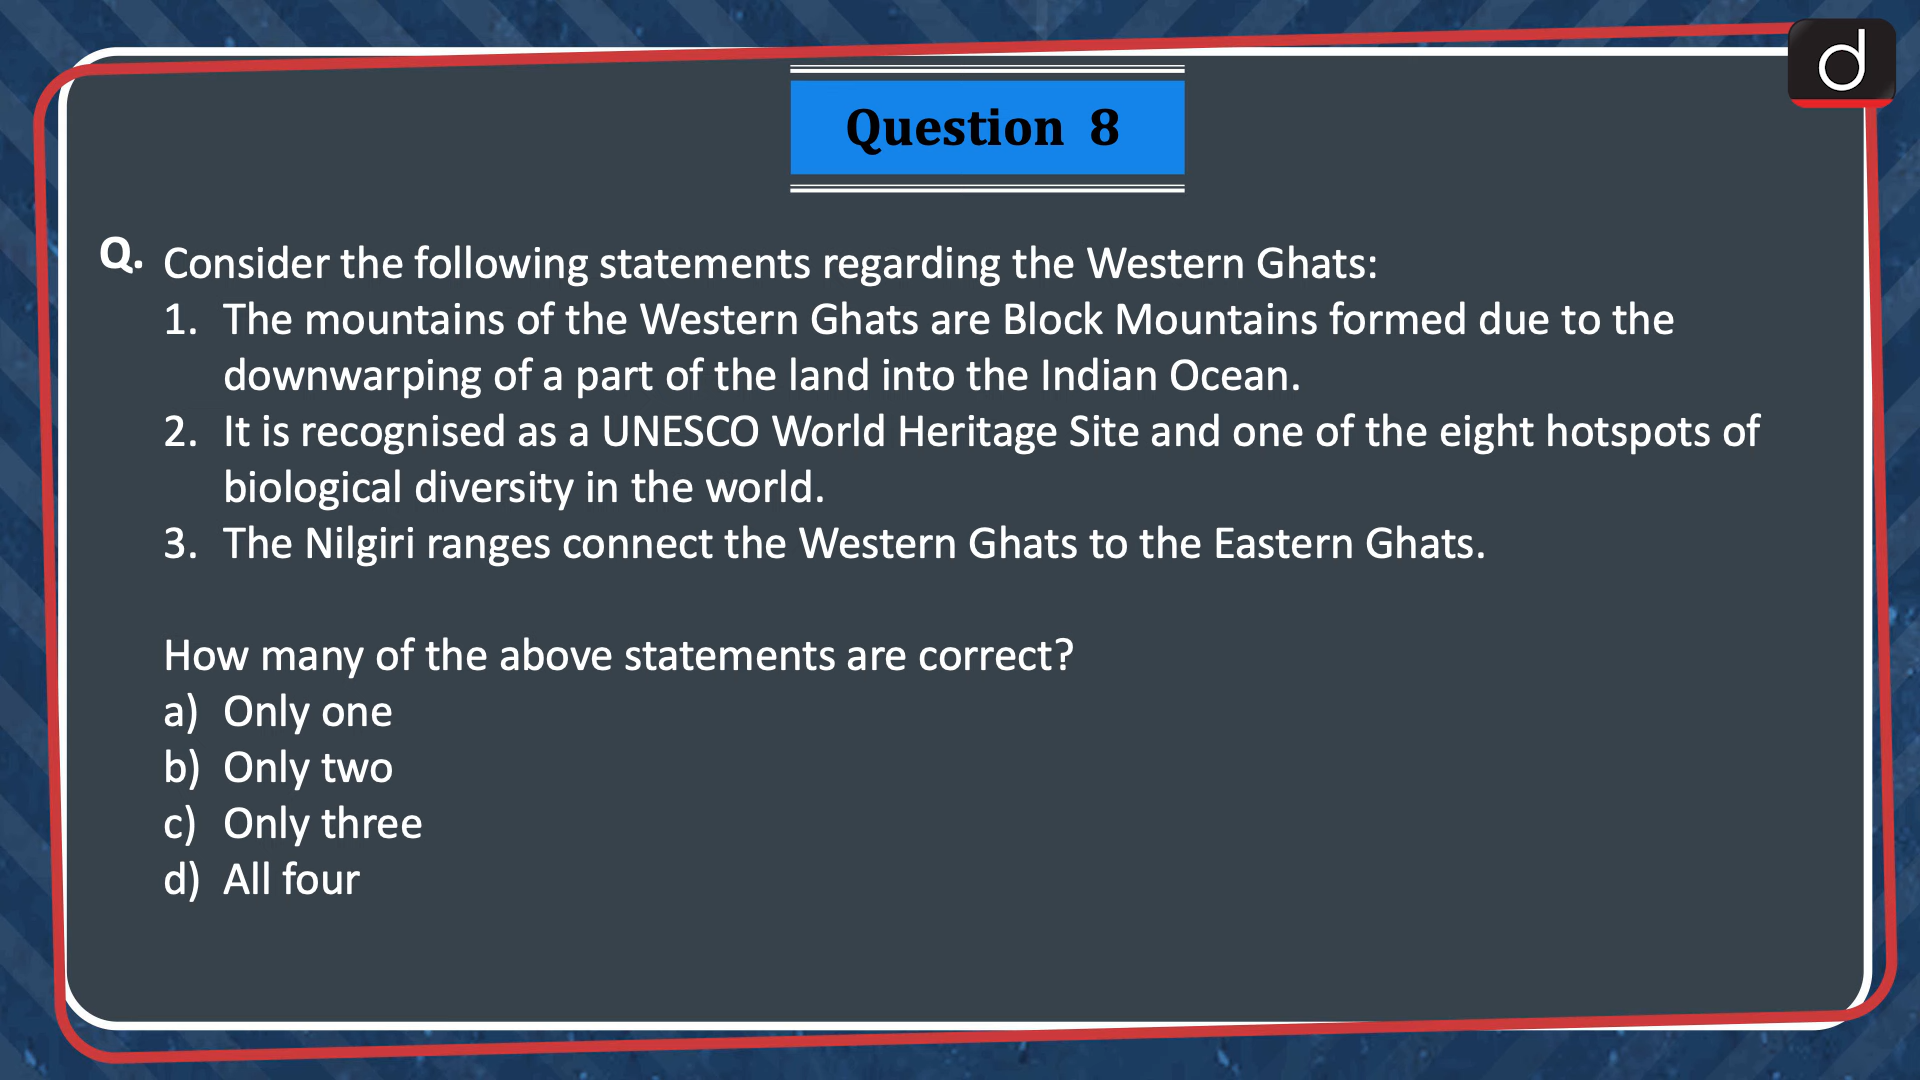 Question 8
Q. Consider the following statements regarding the Western Ghats:
1. The mountains of the Western Ghats are Block Mountains formed due to the
downwarping of a part of the land into the Indian Ocean.
2. It is recognised as a UNESCO World Heritage Site and one of the eight hotspots of
biological diversity in the world.
3. The Nilgiri ranges connect the Western Ghats to the Eastern Ghats.
How many of the above statements are correct?
a) Only one
b) Only two
c) Only three
d) All four